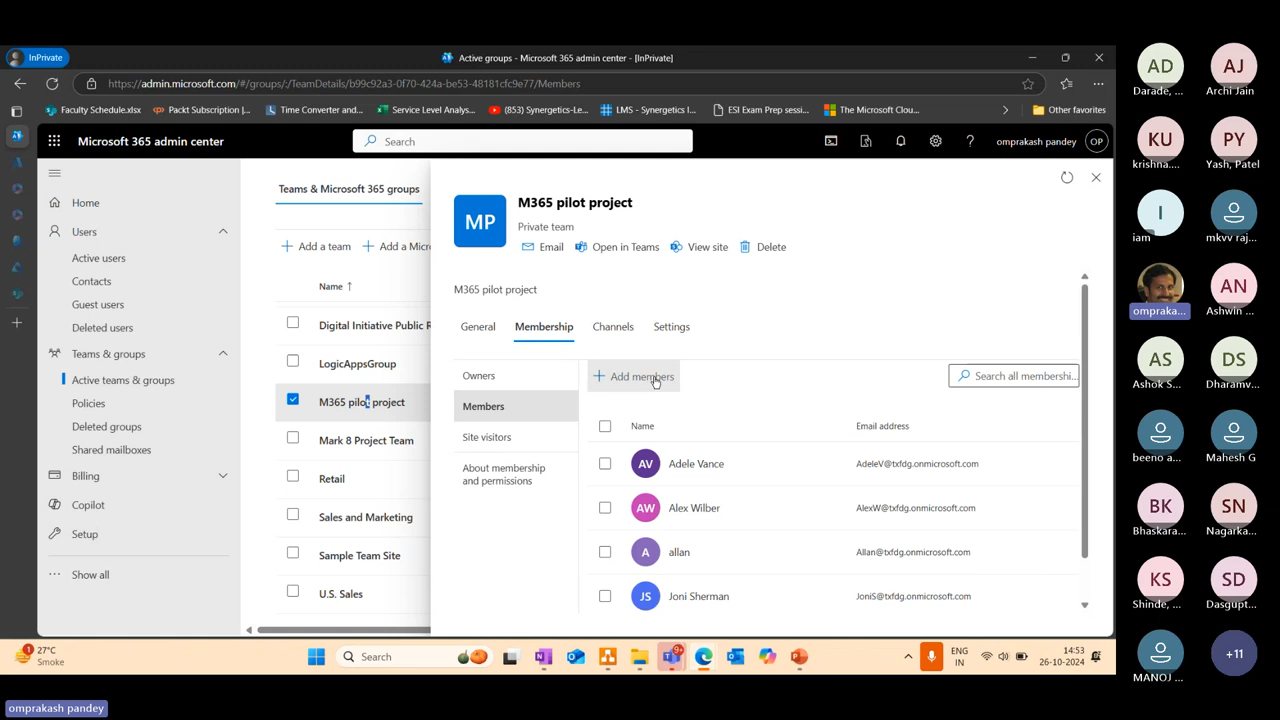 InPrivate
Active groups - Microsoft 365 admin center - [InPrivate]
https://admin.microsoft.com/#/groups/:/TeamDetails/b99c92a3-0f70-424a-be53-48181cfc9e77/Members
Faculty Schedule.xlsx
Packt Subscription |...
Time Converter and...
Service Level Analys...
(853) Synergetics-Le...
LMS - Synergetics I...
ESI Exam Prep sessi...
The Microsoft Clou...
Other favorites
Microsoft 365 admin center
Search
omprakash pandey
OP
Home
Users
Active users
Contacts
Guest users
Deleted users
Teams & groups
Active teams & groups
Policies
Deleted groups
Shared mailboxes
Billing
Copilot
Setup
Show all
Teams & Microsoft 365 groups
Add a team
Add a Micr
Name ↑
Digital Initiative Public R
LogicAppsGroup
M365 pilot project
Mark 8 Project Team
Retail
Sales and Marketing
Sample Team Site
U.S. Sales
MP
M365 pilot project
Private team
Email
Open in Teams
View site
Delete
M365 pilot project
General
Membership
Channels
Settings
Owners
Members
Site visitors
About membership
and permissions
Add members
Search all membershi...
Name
Email address
AV
Adele Vance
AdeleV@txfdg.onmicrosoft.com
AW
Alex Wilber
AlexW@txfdg.onmicrosoft.com
A
allan
Allan@txfdg.onmicrosoft.com
JS
Joni Sherman
JoniS@txfdg.onmicrosoft.com
1
27°C
Smoke
Search
9+
ENG
IN
14:53
26-10-2024
omprakash pandey
AD
Darade, ...
AJ
Archi Jain
KU
krishna....
PY
Yash, Patel
I
iam
mkvv raj...
ompraka...
AN
Ashwin ...
AS
Ashok S...
DS
Dharamv...
beeno a...
MG
Mahesh G
BK
Bhaskara...
SN
Nagarka...
KS
Shinde, ...
SD
Dasgupt...
MANOJ ...
+11